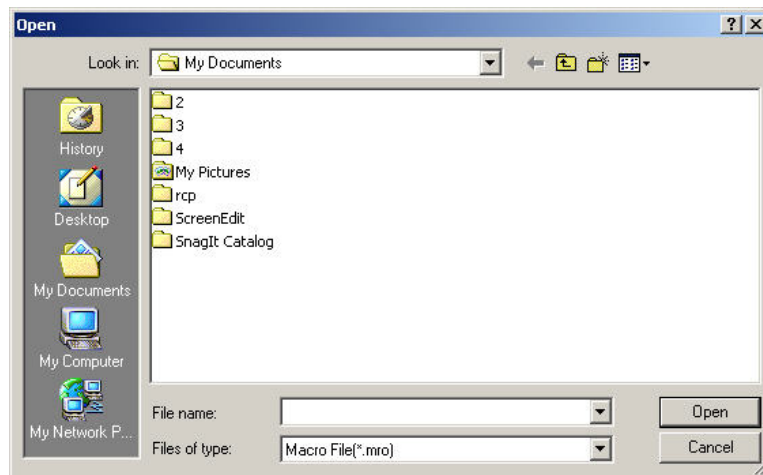 Open
Look in: My Documents
History
Desktop
My Documents
My Computer
My Network P...
2
3
4
My Pictures
rcp
ScreenEdit
SnagIt Catalog
File name:
Open
Files of type: Macro File(*.mro)
Cancel